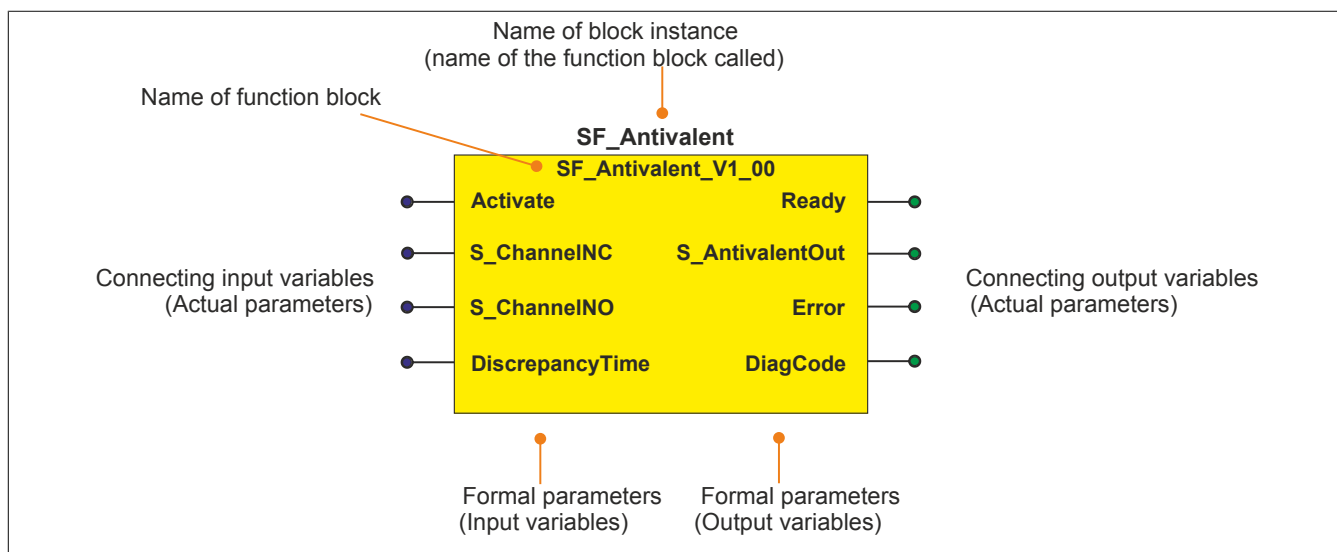 Name of block instance
(name of the function block called)
Name of function block
SF_Antivalent
SF_Antivalent_V1_00
Activate
Ready
S_ChannelNC
S_AntivalentOut
Connecting input variables
(Actual parameters)
Connecting output variables
(Actual parameters)
S_ChannelNO
Error
DiscrepancyTime
DiagCode
Formal parameters
(Input variables)
Formal parameters
(Output variables)